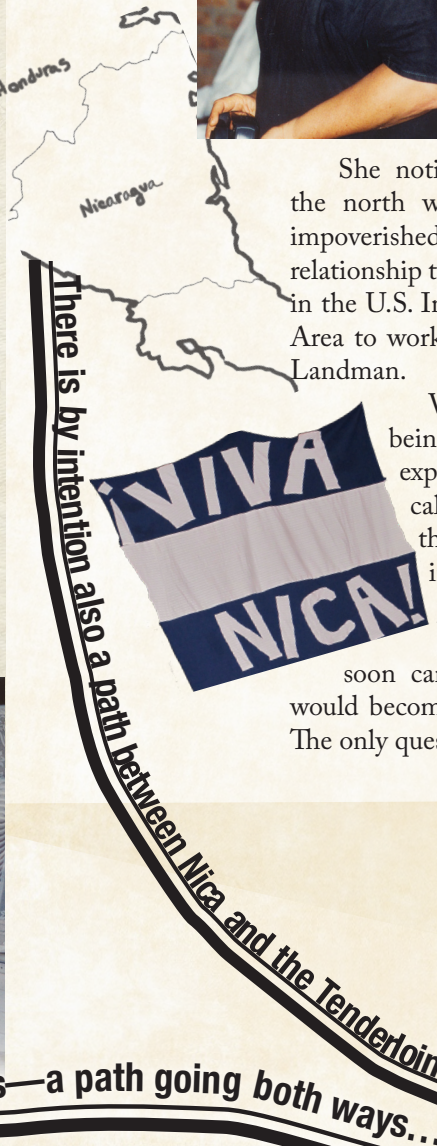 Honduras
Nicaragua
She noti
the north w
impoverished
relationship t
in the U.S. In
Area to work
Landman.
W
bein
exp
cal
th
i
soon can
would becom
The only ques
¡VIVA
NICA!
There is by intention also a path between Nica and the Tenderloin
s—a path going both ways...